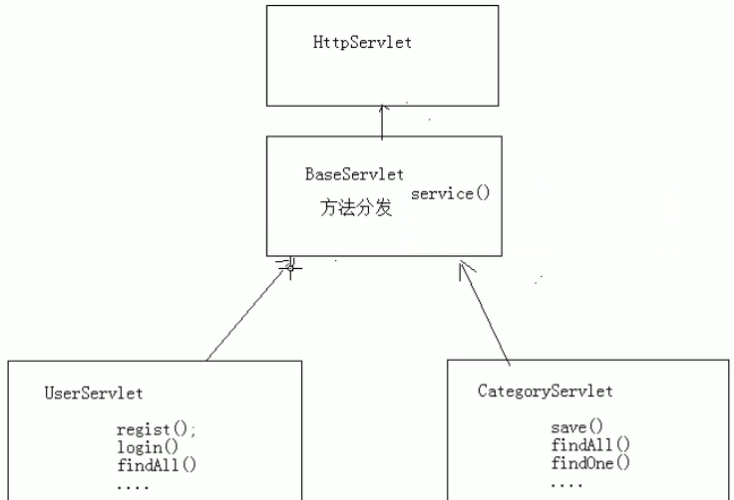 HttpServlet
BaseServlet
service()
方法分发
UserServlet
regist();
login()
findAll()
....
CategoryServlet
save()
findAll()
findOne()
....